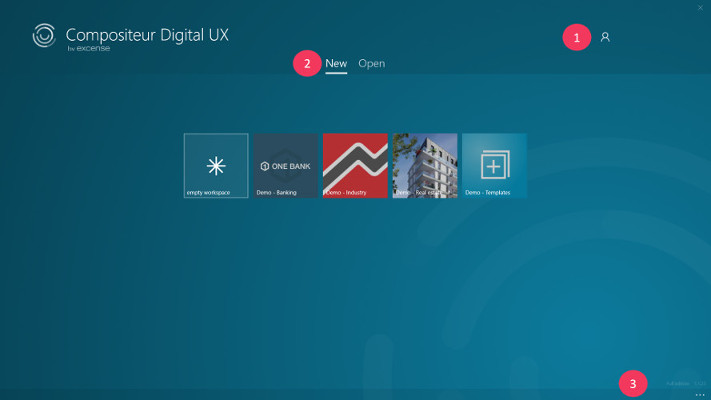 Compositeur Digital UX
by excense
1
2
New
Open
empty workspace
ONE BANK
Demo - Banking
Demo - Industry
Demo - Real estate
Demo - Templates
3